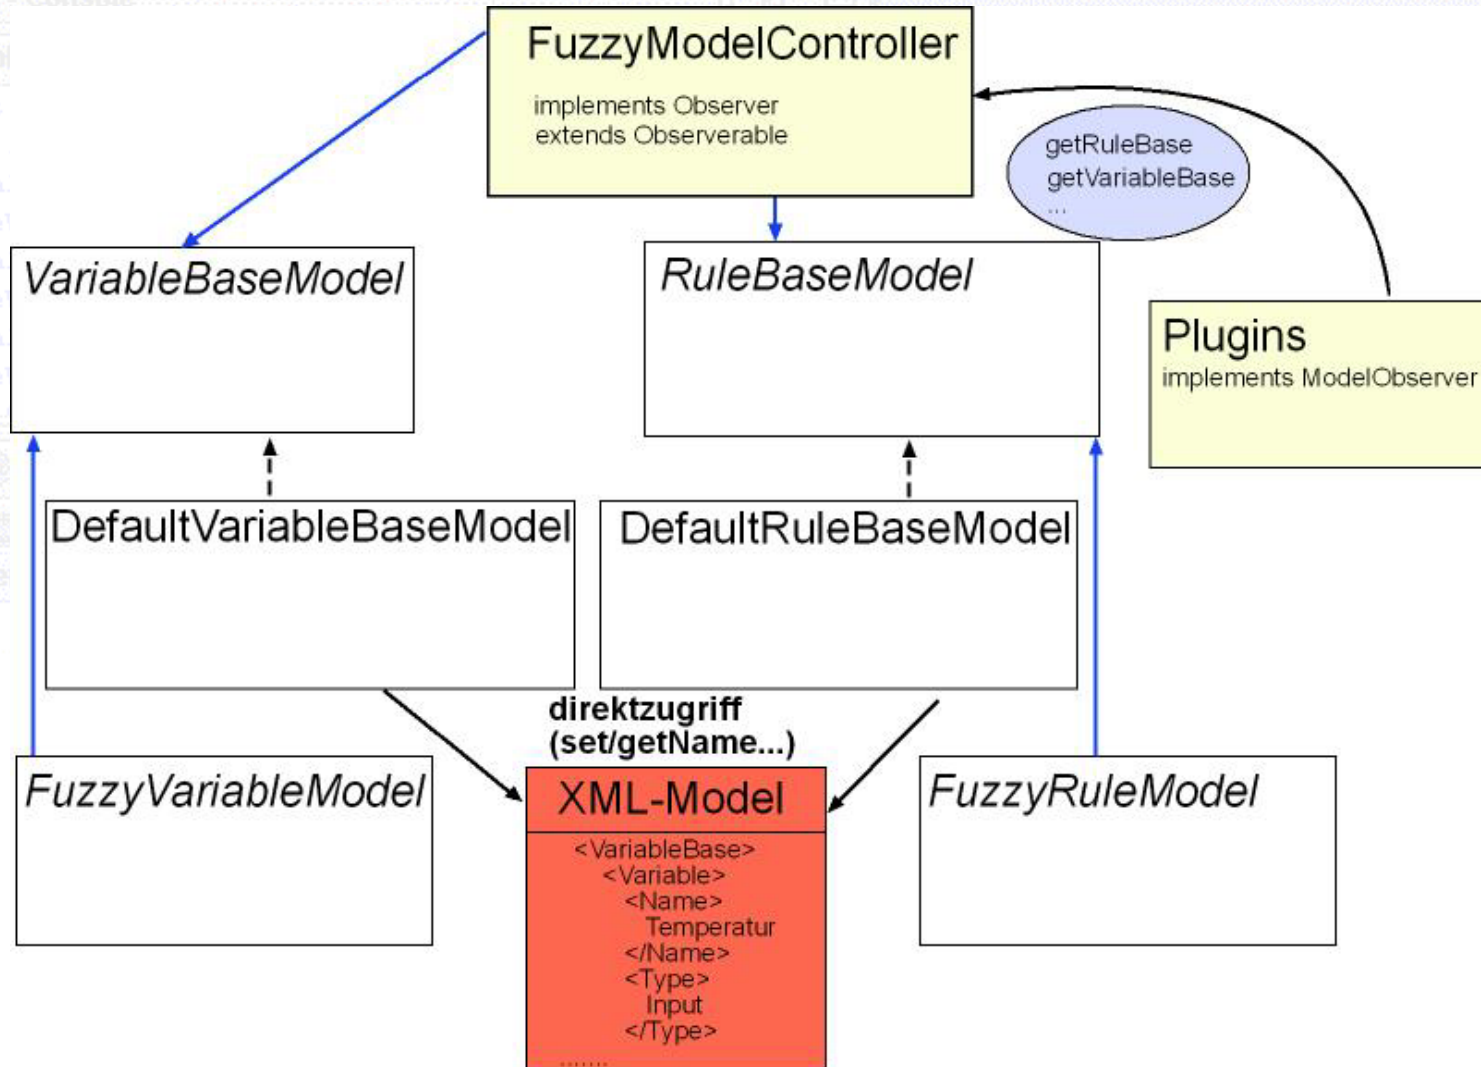 FuzzyModelController
implements Observer
extends Observerable
getRuleBase
getVariableBase
...
VariableBaseModel
RuleBaseModel
Plugins
implements ModelObserver
DefaultVariableBaseModel
DefaultRuleBaseModel
direktzugriff
(set/getName...)
FuzzyVariableModel
XML-Model
FuzzyRuleModel
<VariableBase>
<Variable>
<Name>
Temperatur
</Name>
<Type>
Input
</Type>
.......